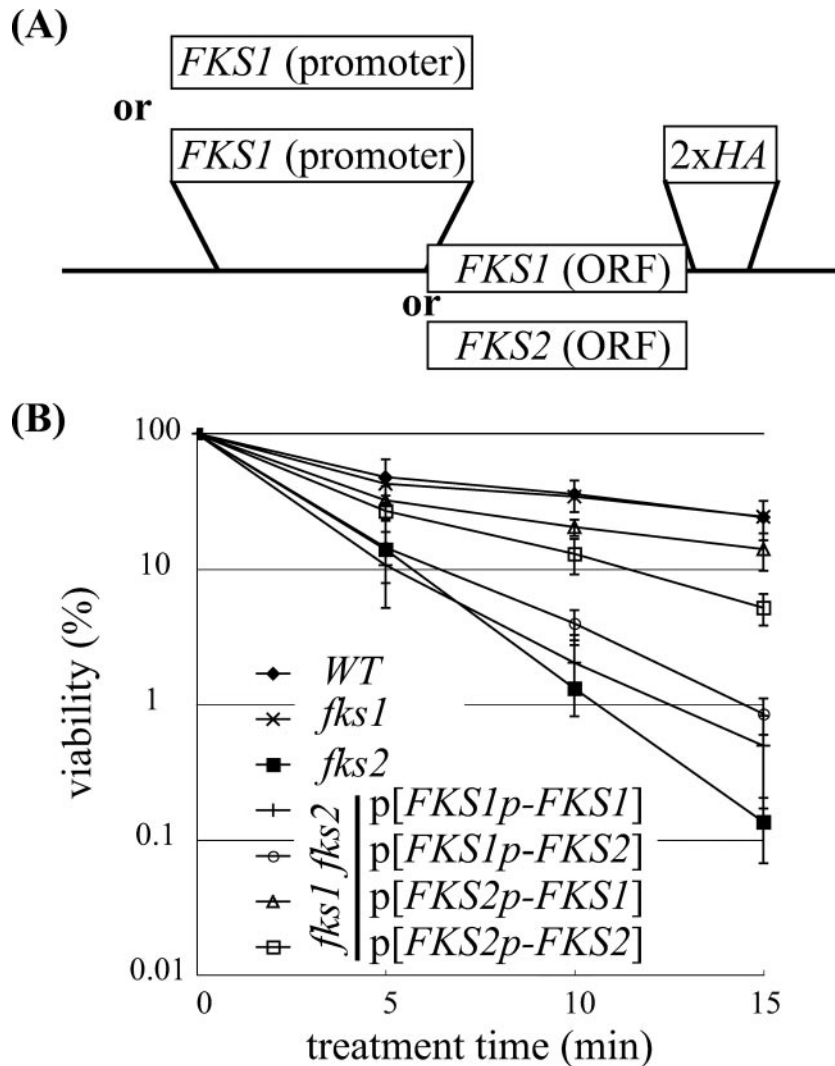 (A)
FKS1 (promoter)
or
FKS1 (promoter)
2xHA
FKS1 (ORF)
or
FKS2 (ORF)
(B)
100
10
1
0.1
0.01
viability (%)
WT
fks1
fks2
fks1 fks2
p[FKS1p-FKS1]
p[FKS1p-FKS2]
p[FKS2p-FKS1]
p[FKS2p-FKS2]
0 5 10 15
treatment time (min)